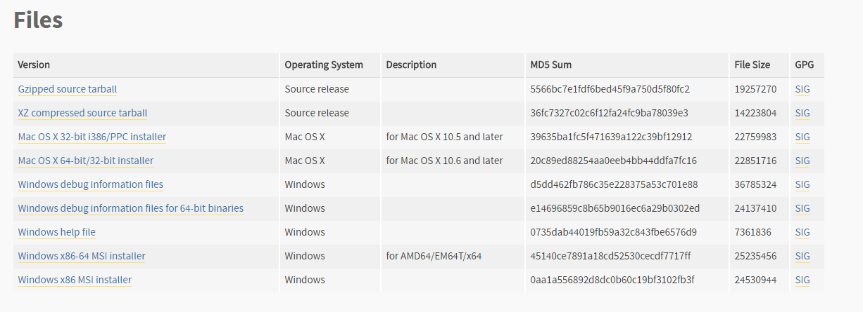 Files
Version Operating System Description MD5 Sum File Size GPG
Gzipped source tarball Source release 5566bc7e1fdf6bed45f9a750d5f80fc2 19257270 SIG
XZ compressed source tarball Source release 36fc7327c02c6f12fa24fc9ba78039e3 14223804 SIG
Mac OS X 32-bit i386/PPC installer Mac OS X for Mac OS X 10.5 and later 39635ba1fc5f471639a122c39bf12912 22759983 SIG
Mac OS X 64-bit/32-bit installer Mac OS X for Mac OS X 10.6 and later 20c89ed88254aa0eeb4bb44ddfa7fc16 22851716 SIG
Windows debug information files Windows d5dd462fb786c35e228375a53c701e88 36785324 SIG
Windows debug information files for 64-bit binaries Windows e14696859c8b65b9016ec6a29b0302ed 24137410 SIG
Windows help file Windows 0735dab44019fb59a32c843fbe6576d9 7361836 SIG
Windows x86-64 MSI installer Windows for AMD64/EM64T/x64 45140ce7891a18cd52530cecdf7717ff 25235456 SIG
Windows x86 MSI installer Windows 0aa1a556892d8dc0b60c19bf3102fb3f 24530944 SIG